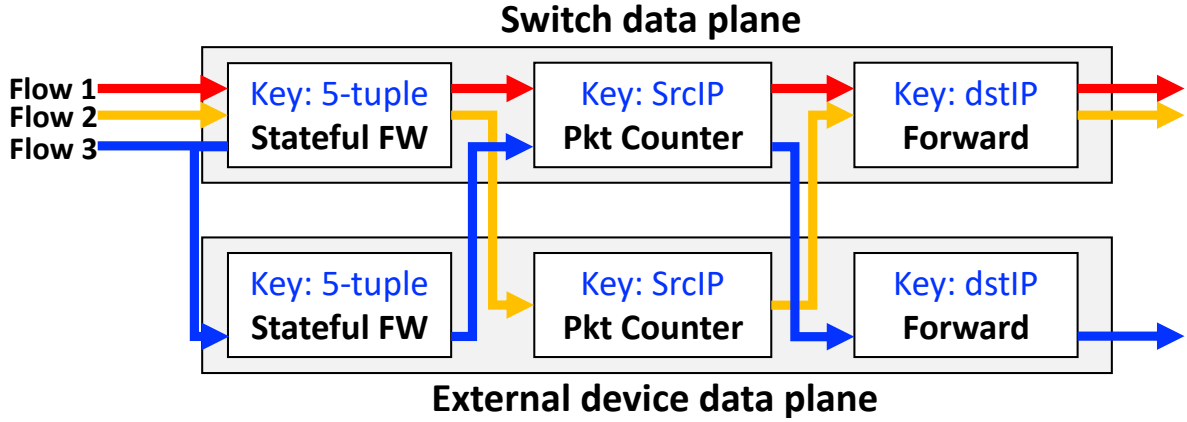 Switch data plane
Flow 1
Flow 2
Flow 3
Key: 5-tuple
Stateful FW
Key: SrcIP
Pkt Counter
Key: dstIP
Forward
Key: 5-tuple
Stateful FW
Key: SrcIP
Pkt Counter
Key: dstIP
Forward
External device data plane